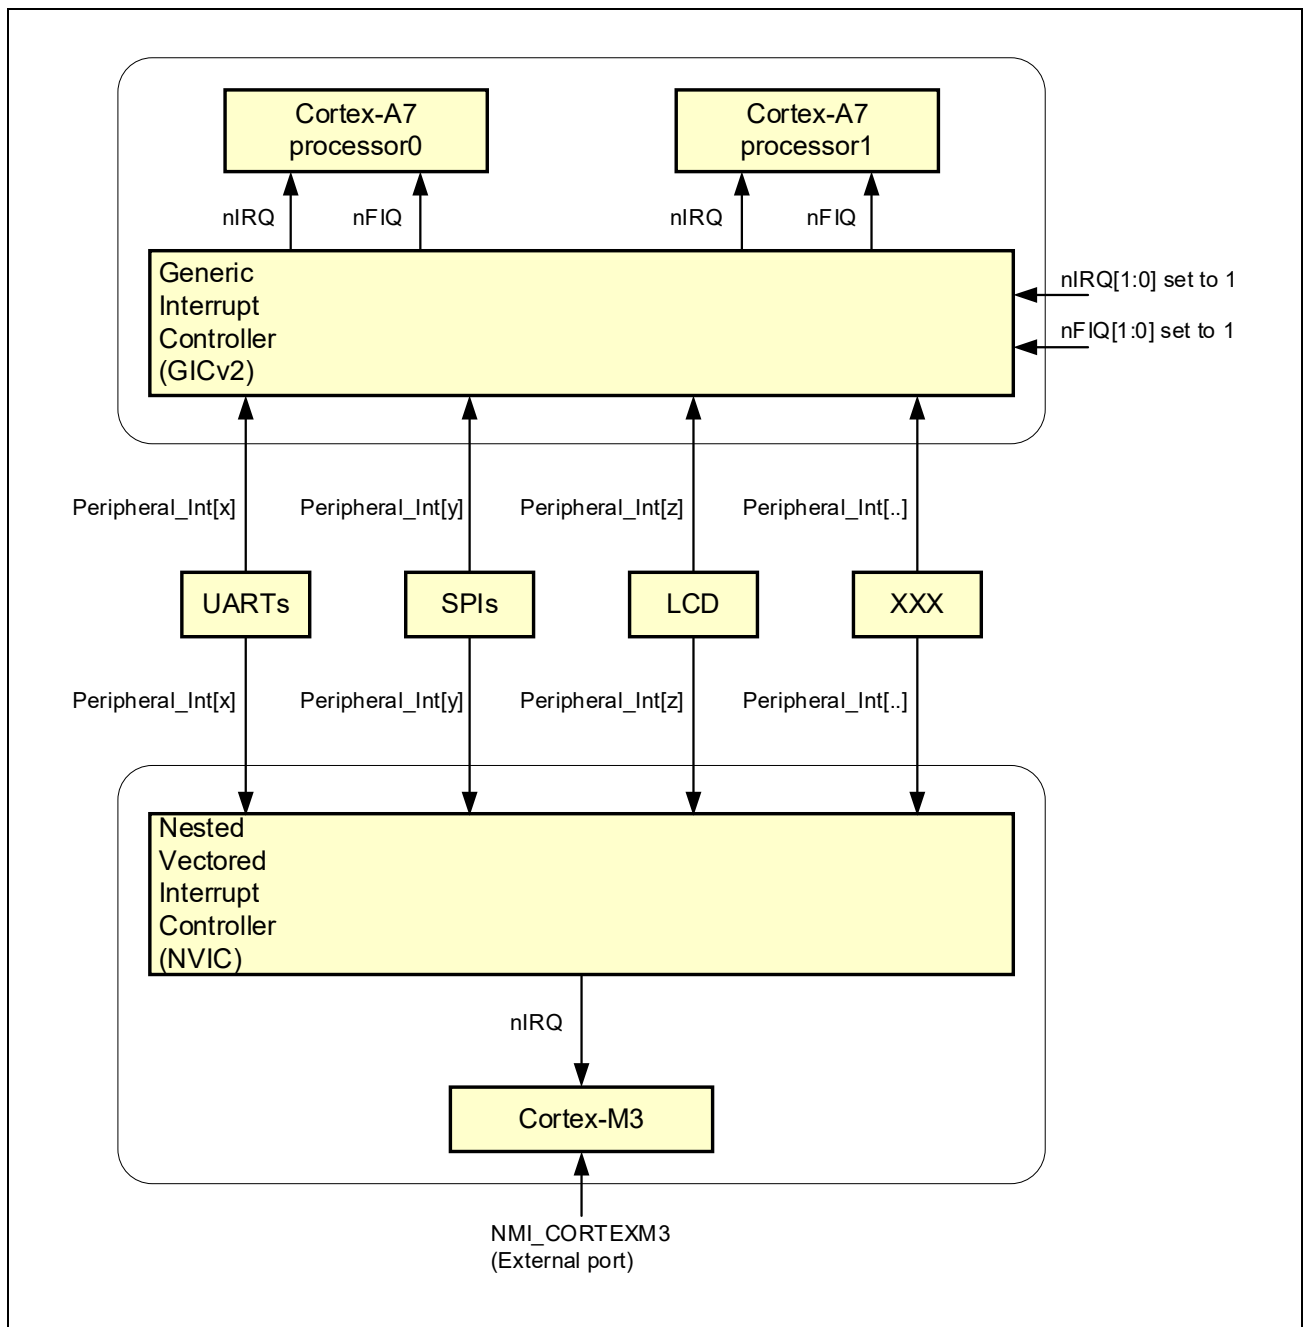 Cortex-A7
processor0
Cortex-A7
processor1
nIRQ
nFIQ
nIRQ
nFIQ
Generic
Interrupt
Controller
(GICv2)
nIRQ[1:0] set to 1
nFIQ[1:0] set to 1
Peripheral_Int[x]
Peripheral_Int[y]
Peripheral_Int[z]
Peripheral_Int[..]
UARTs
SPIs
LCD
XXX
Peripheral_Int[x]
Peripheral_Int[y]
Peripheral_Int[z]
Peripheral_Int[..]
Nested
Vectored
Interrupt
Controller
(NVIC)
nIRQ
Cortex-M3
NMI_CORTEXM3
(External port)